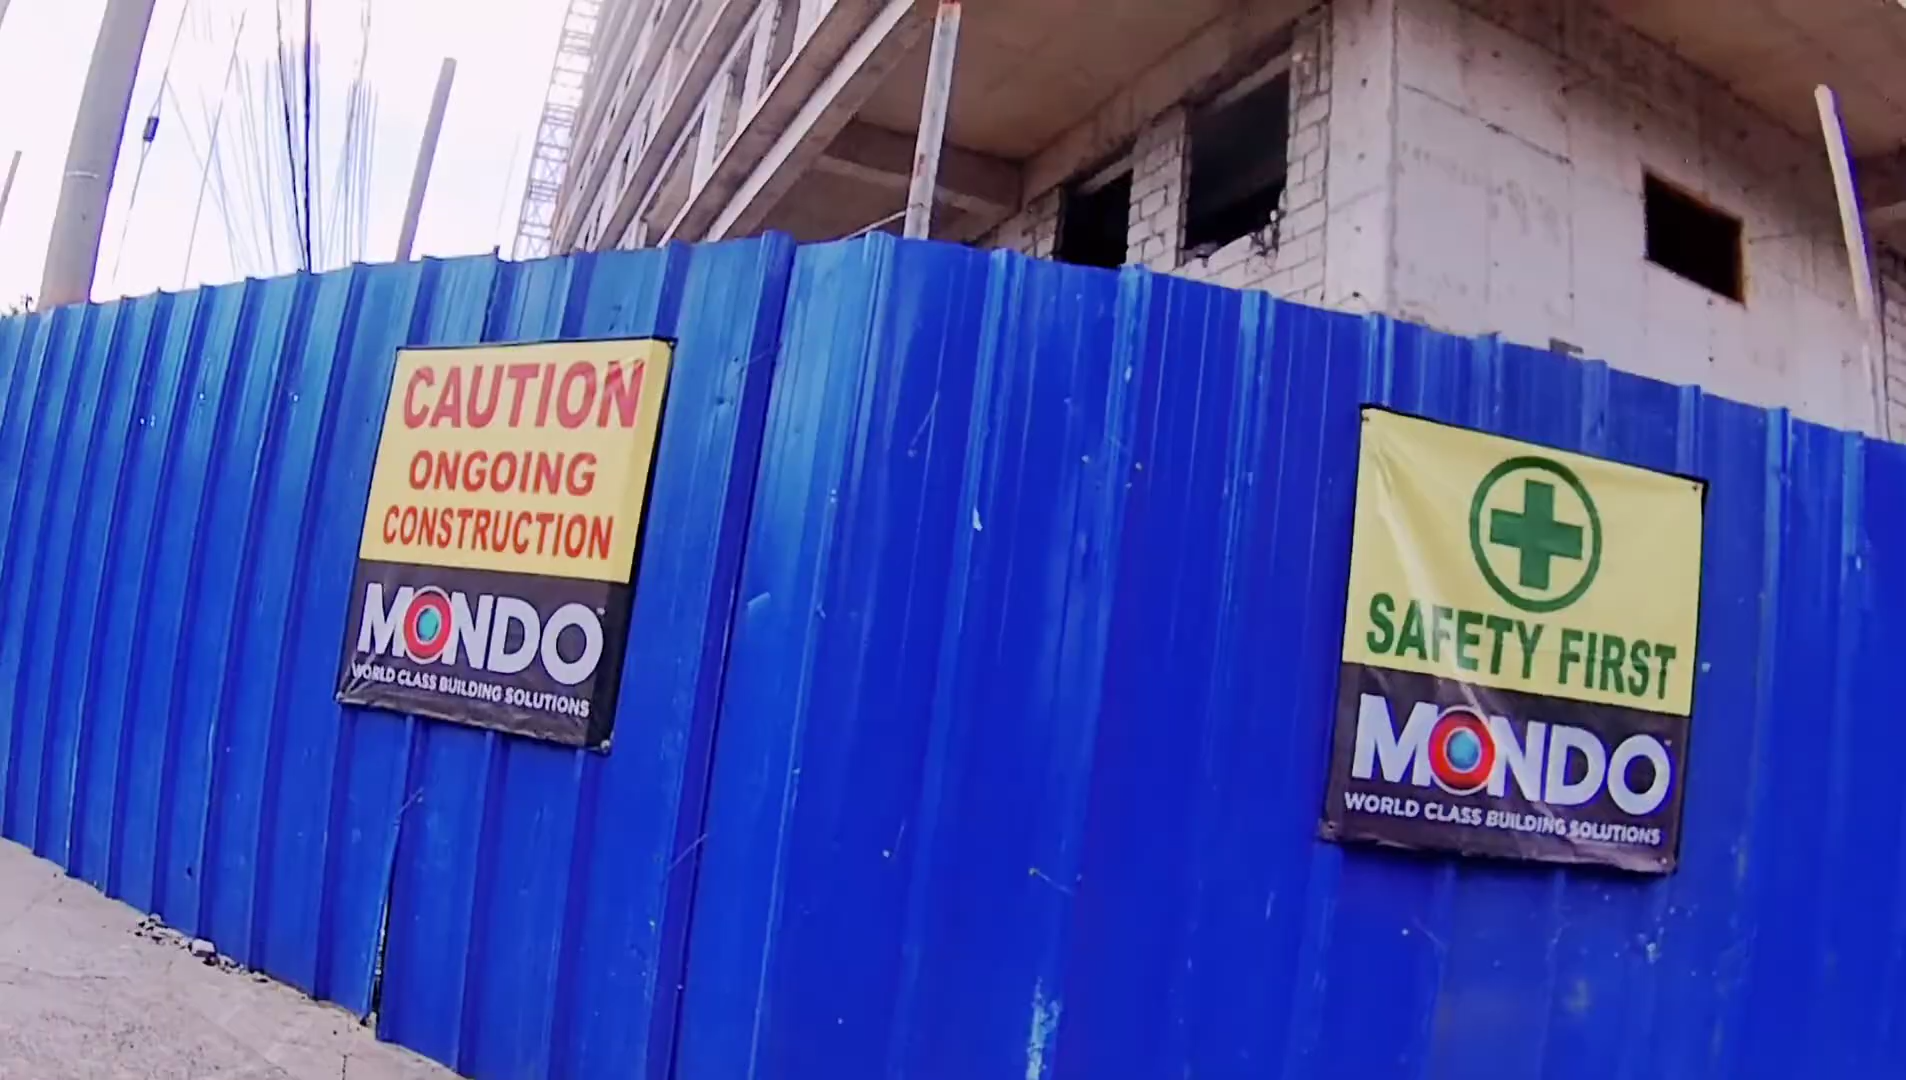 CAUTION
ONGOING
CONSTRUCTION
MONDO
WORLD CLASS BUILDING SOLUTIONS
SAFETY FIRST
MONDO
WORLD CLASS BUILDING SOLUTIONS